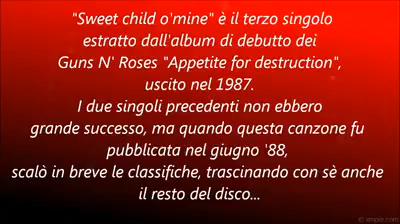 "Sweet child o'mine" è il terzo singolo
estratto dall'album di debutto dei
Guns N' Roses "Appetite for destruction",
uscito nel 1987.
I due singoli precedenti non ebbero
grande successo, ma quando questa canzone fu
pubblicata nel giugno '88,
scalò in breve le classifiche, trascinando con sè anche
il resto del disco...